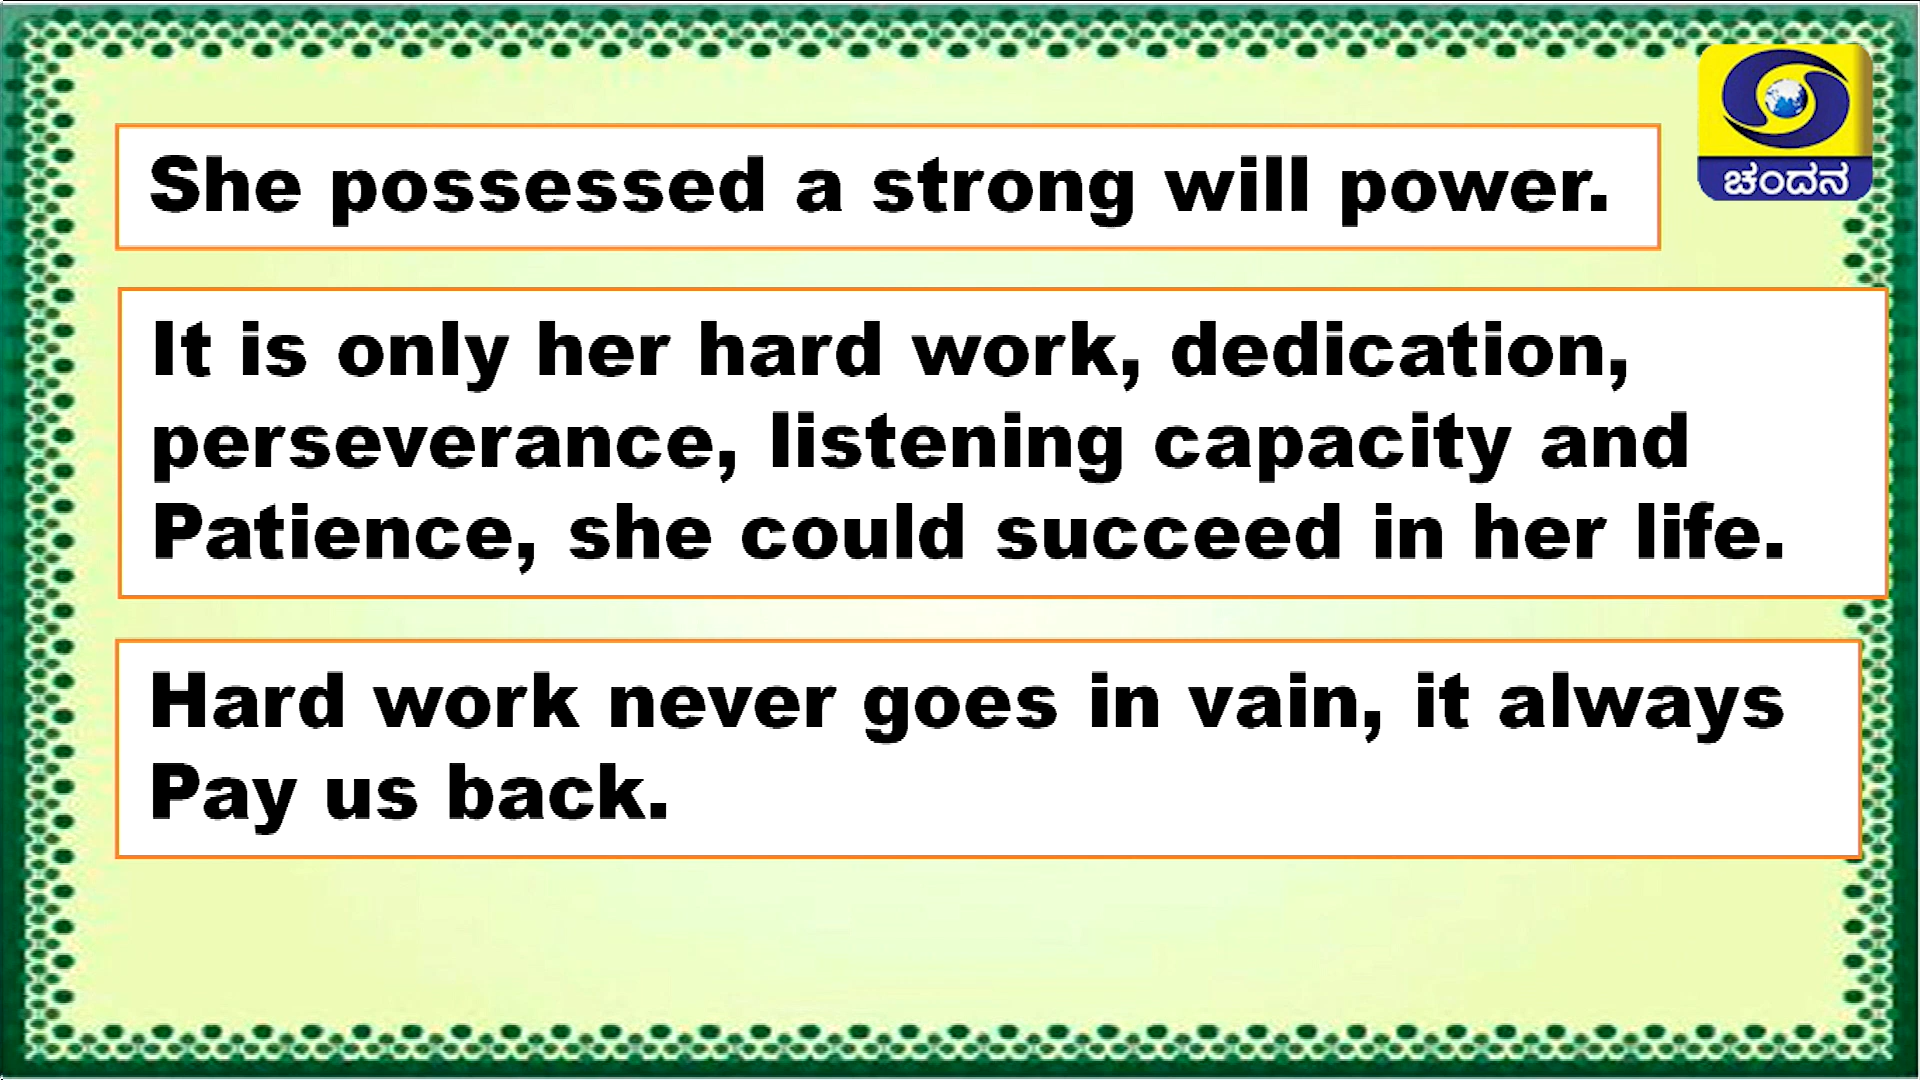 ಚಂದನ
She possessed a strong will power.
It is only her hard work, dedication,
perseverance, listening capacity and
Patience, she could succeed in her life.
Hard work never goes in vain, it always
Pay us back.